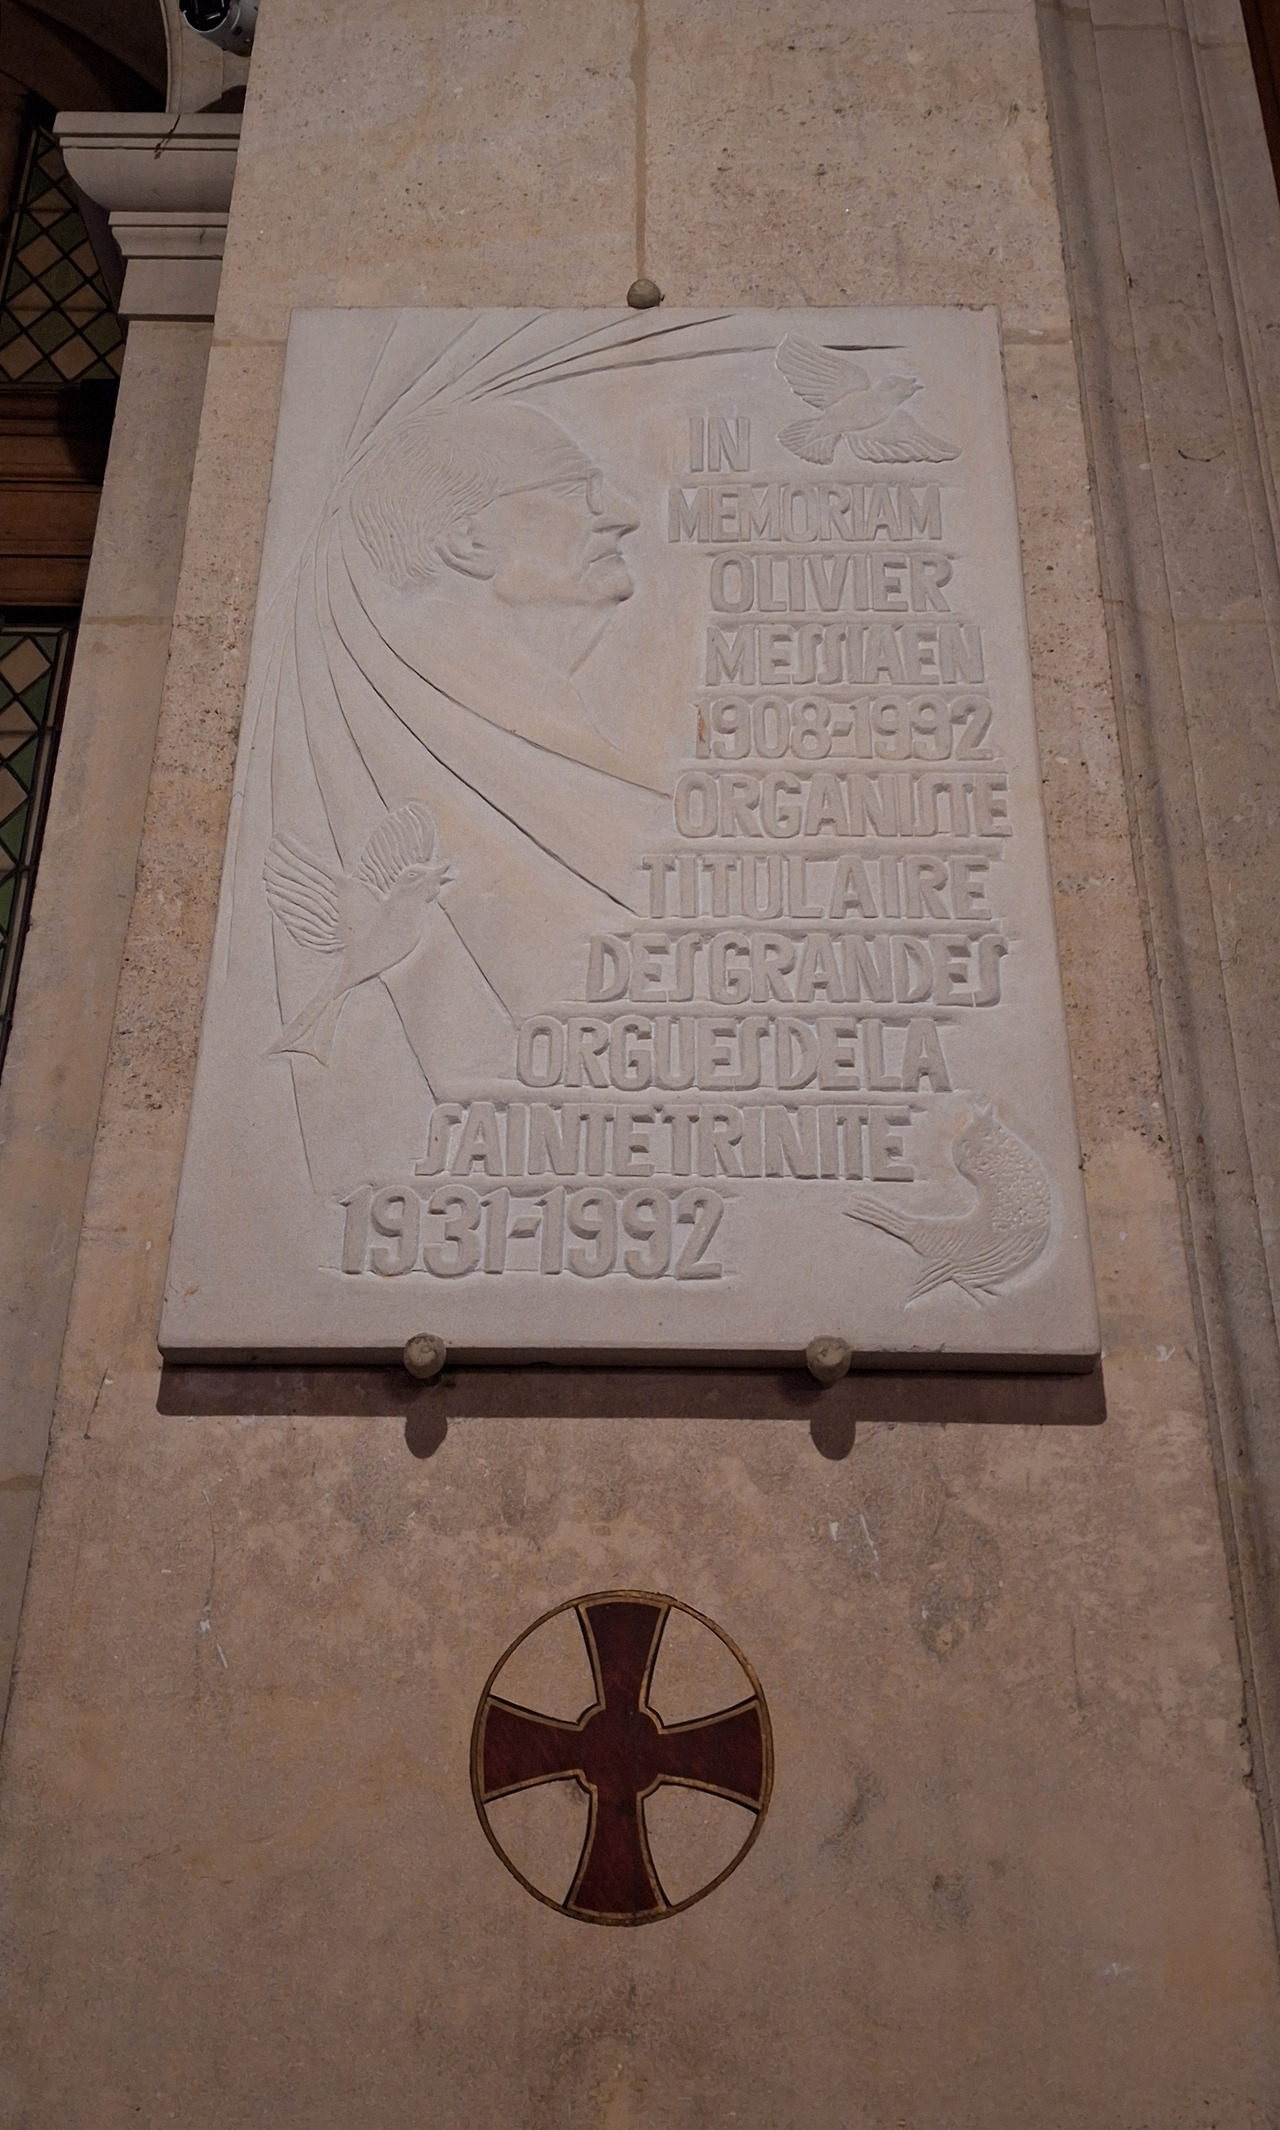 IN
MEMORIAM
OLIVIER
MESSIAEN
1908-1992
ORGANISTE
TITULAIRE
DES GRANDES
ORGUES DE LA
SAINTE TRINITE
1931-1992